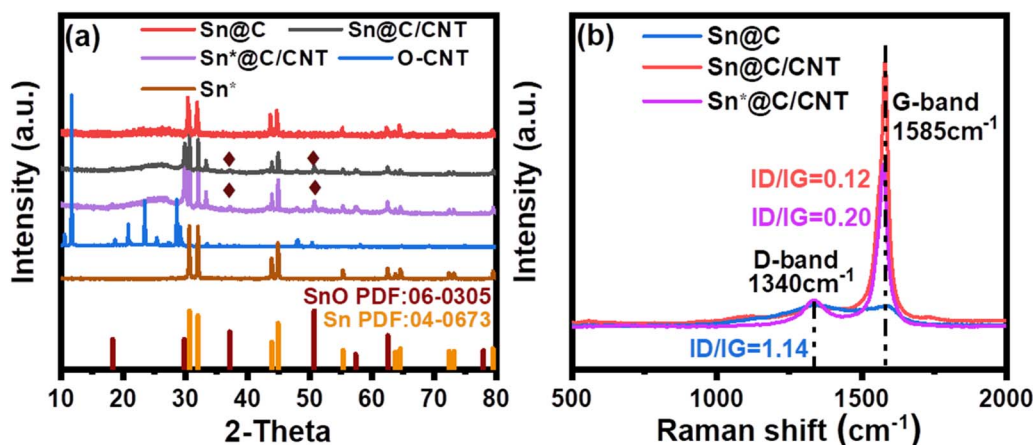 (a)
Sn@C
Sn@C/CNT
Sn*@C/CNT
O-CNT
Sn*
Intensity (a.u.)
SnO PDF:06-0305
Sn PDF:04-0673
10 20 30 40 50 60 70 80
2-Theta
(b)
Sn@C
Sn@C/CNT
Sn*@C/CNT
G-band
1585cm⁻¹
ID/IG=0.12
ID/IG=0.20
D-band
1340cm⁻¹
ID/IG=1.14
Intensity (a.u.)
500 1000 1500 2000
Raman shift (cm⁻¹)